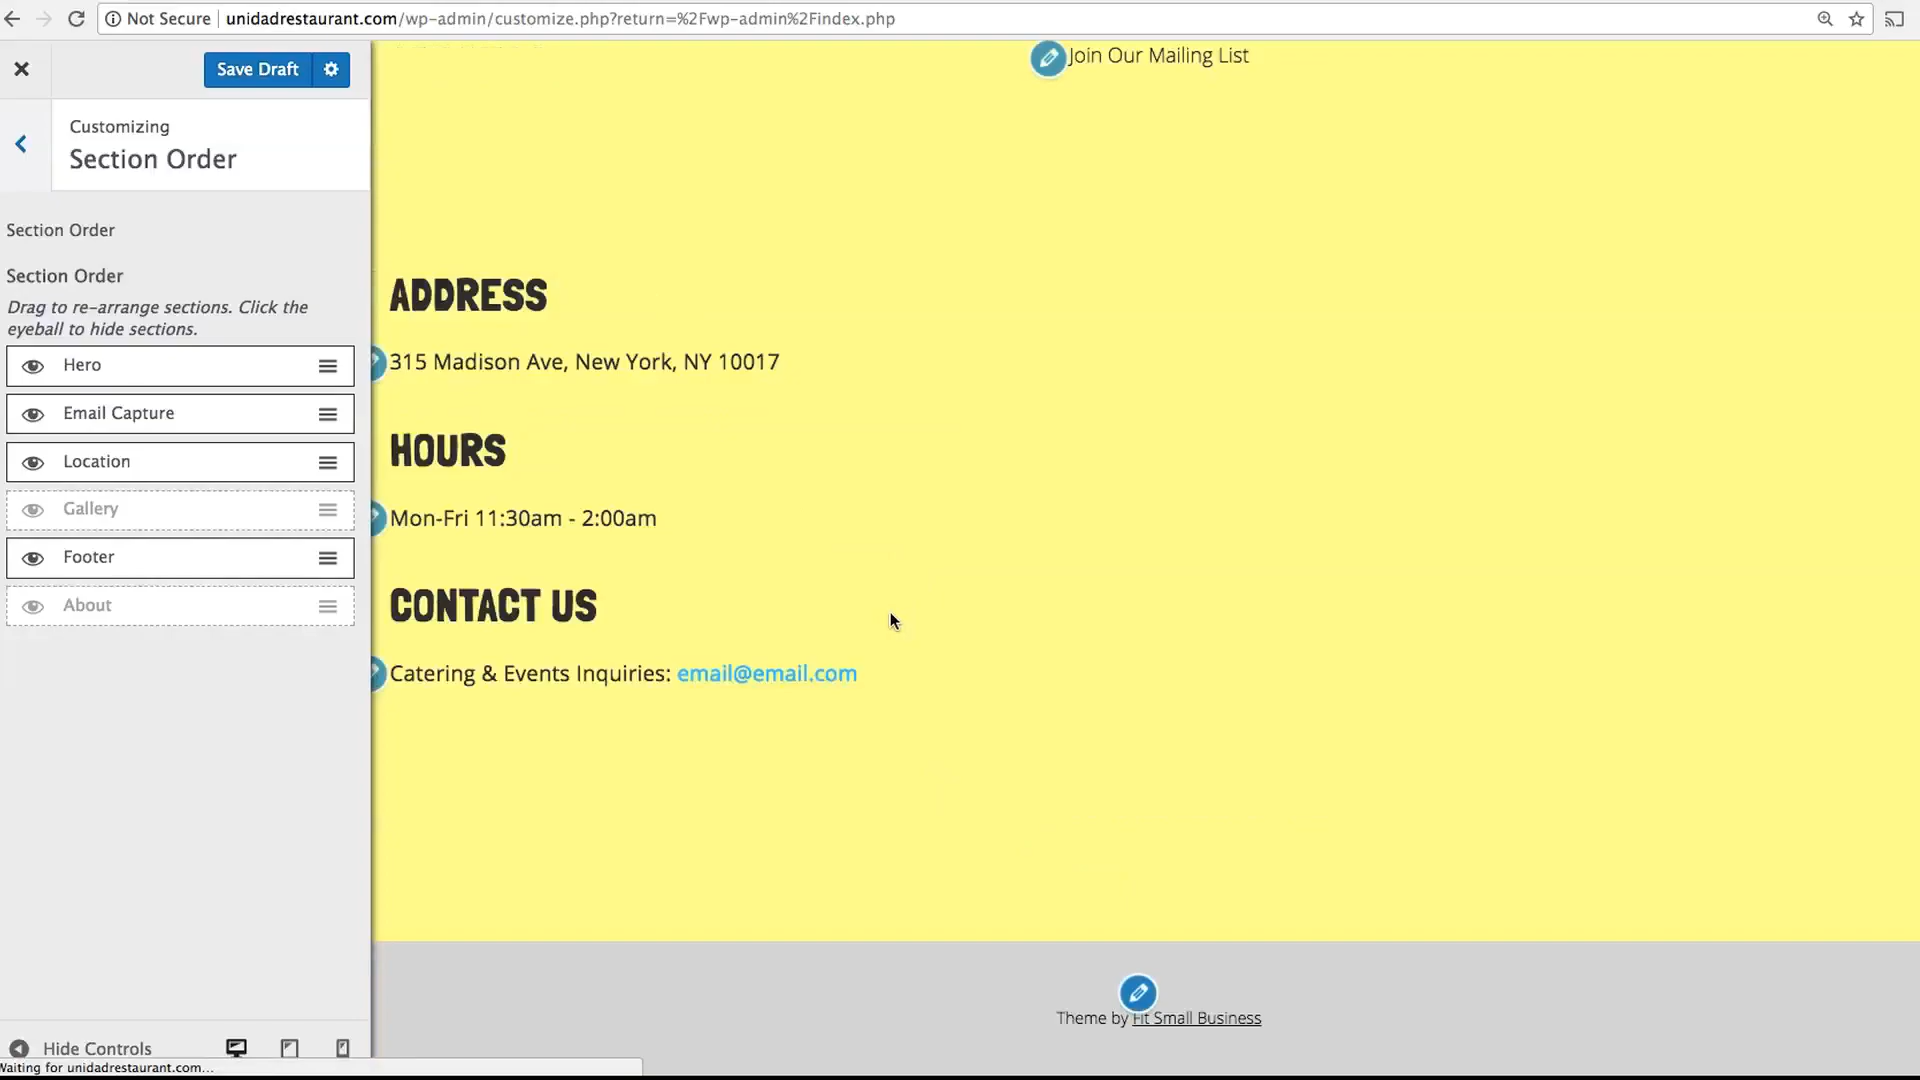 Not Secure unidadrestaurant.com/wp-admin/customize.php?return=%2Fwp-admin%2Findex.php
Save Draft
Customizing
Section Order
Section Order
Section Order
Drag to re-arrange sections. Click the
eyeball to hide sections.
Hero
Email Capture
Location
Gallery
Footer
About
Hide Controls
Waiting for unidadrestaurant.com...
Join Our Mailing List
ADDRESS
315 Madison Ave, New York, NY 10017
HOURS
Mon-Fri 11:30am - 2:00am
CONTACT US
Catering & Events Inquiries: email@email.com
Theme by Fit Small Business